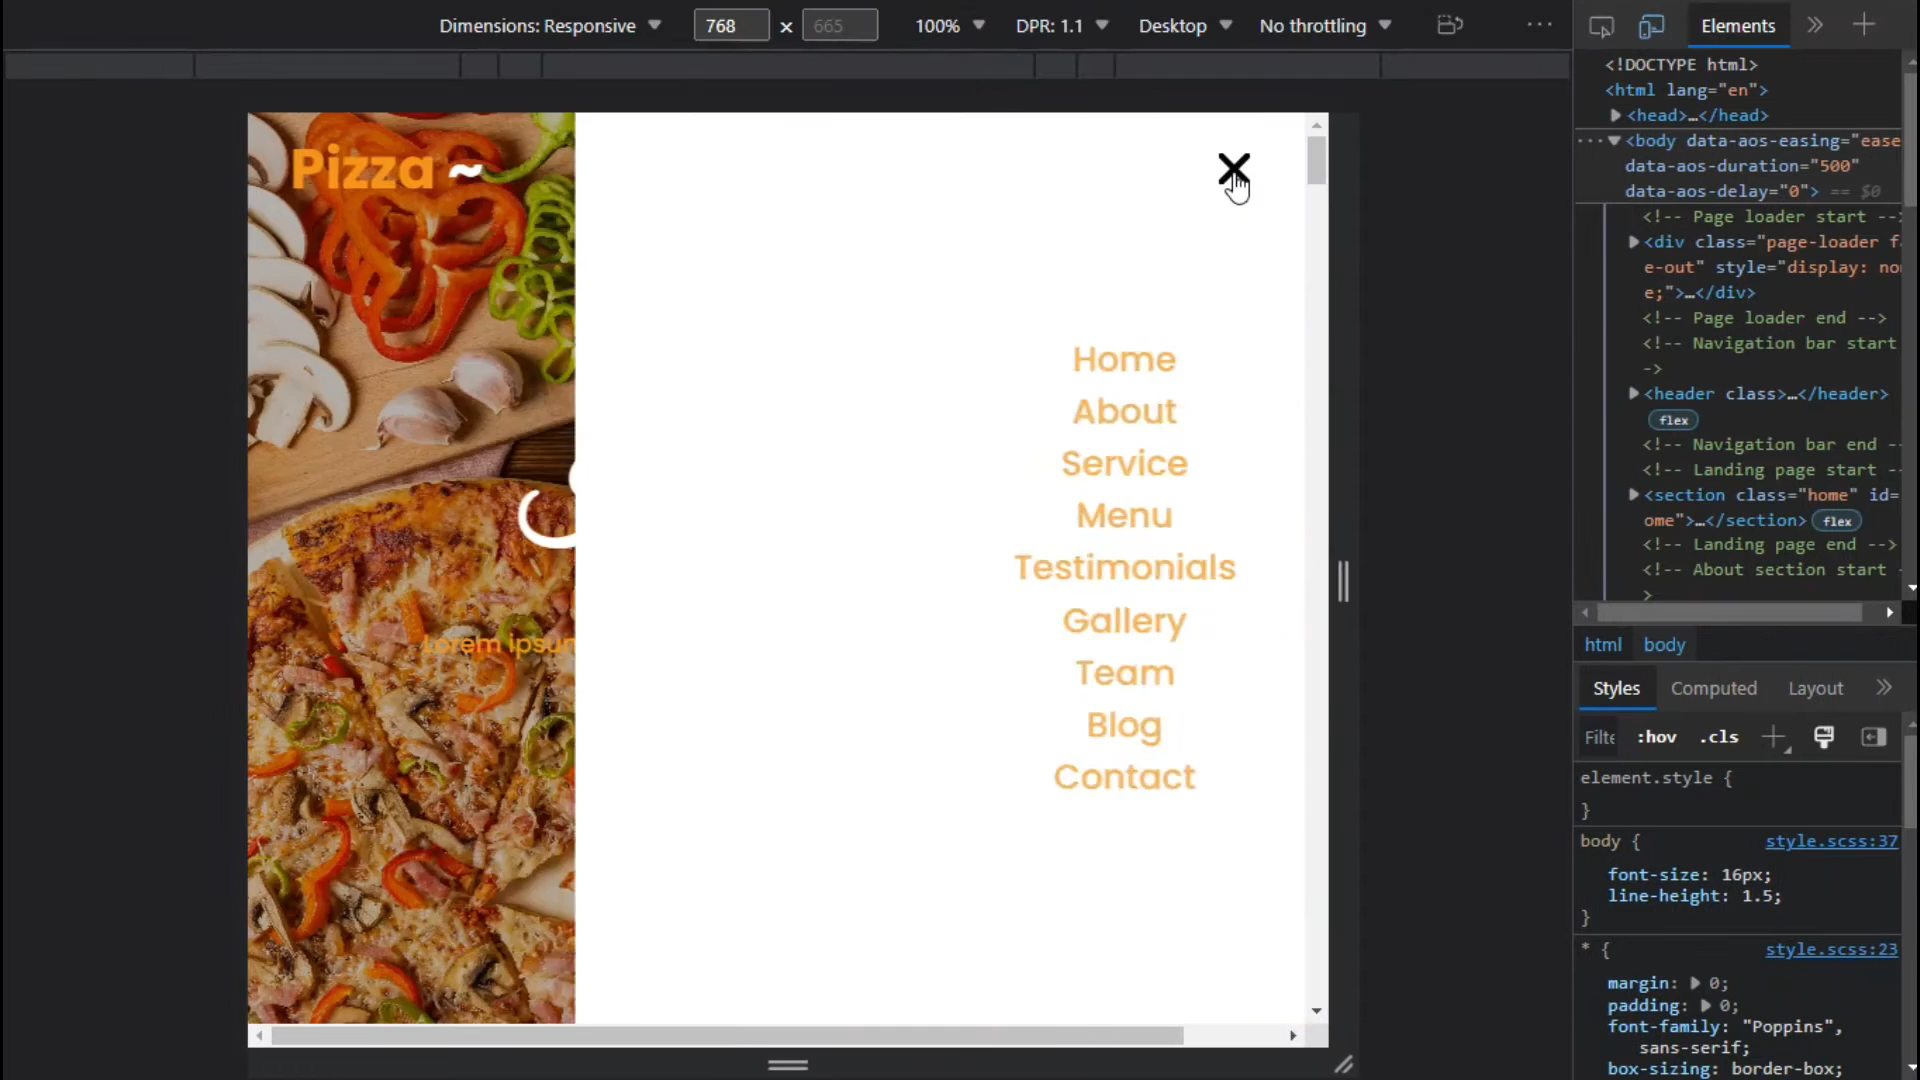 Dimensions: Responsive 768 x 665 100% DPR: 1.1 Desktop No throttling ···
Elements
<!DOCTYPE html>
<html lang="en">
<head>…</head>
<body data-aos-easing="ease
data-aos-duration="500"
data-aos-delay="0"> == $0
<!-- Page loader start --
<div class="page-loader f
e-out" style="display: no
e;">…</div>
<!-- Page loader end -->
<!-- Navigation bar start
->
<header class>…</header>
flex
<!-- Navigation bar end -
<!-- Landing page start -
<section class="home" id=
ome">…</section> flex
<!-- Landing page end -->
<!-- About section start -
>
html body
Styles Computed Layout
Filte :hov .cls
element.style {
}
body { style.scss:37
font-size: 16px;
line-height: 1.5;
}
* { style.scss:23
margin: 0;
padding: 0;
font-family: "Poppins",
sans-serif;
box-sizing: border-box;
Pizza ~
Home
About
Service
Menu
Testimonials
Gallery
Team
Blog
Contact
Lorem ipsum